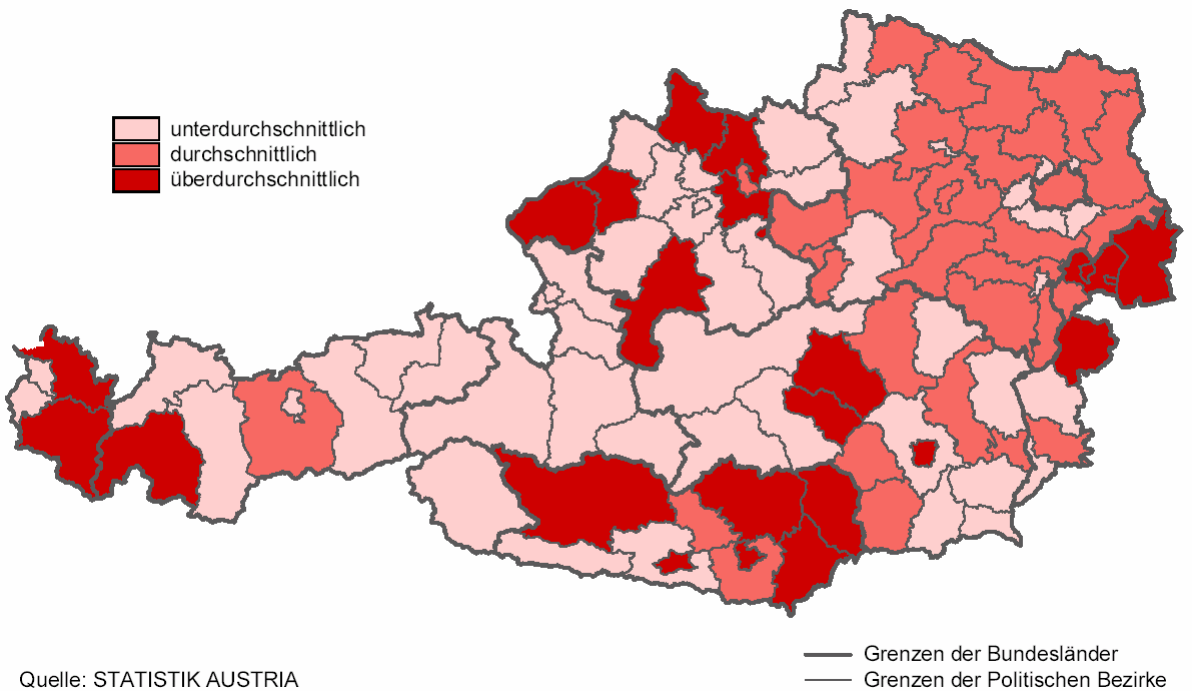 unterdurchschnittlich
durchschnittlich
überdurchschnittlich
Grenzen der Bundesländer
Quelle: STATISTIK AUSTRIA
Grenzen der Politischen Bezirke